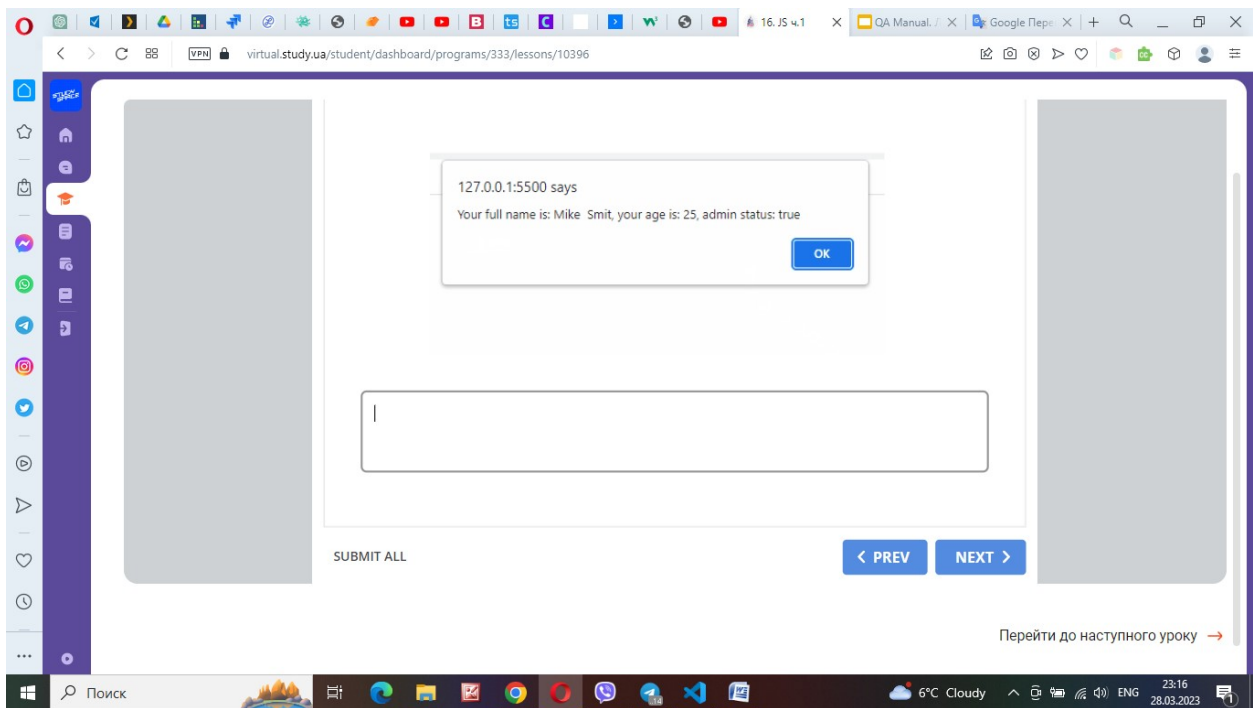 16. JS ч.1
QA Manual. /
Google Пере
VPN
virtual.study.ua/student/dashboard/programs/333/lessons/10396
127.0.0.1:5500 says
Your full name is: Mike  Smit, your age is: 25, admin status: true
OK
SUBMIT ALL
PREV
NEXT
Перейти до наступного уроку
Поиск
6°C Cloudy
ENG
23:16
28.03.2023